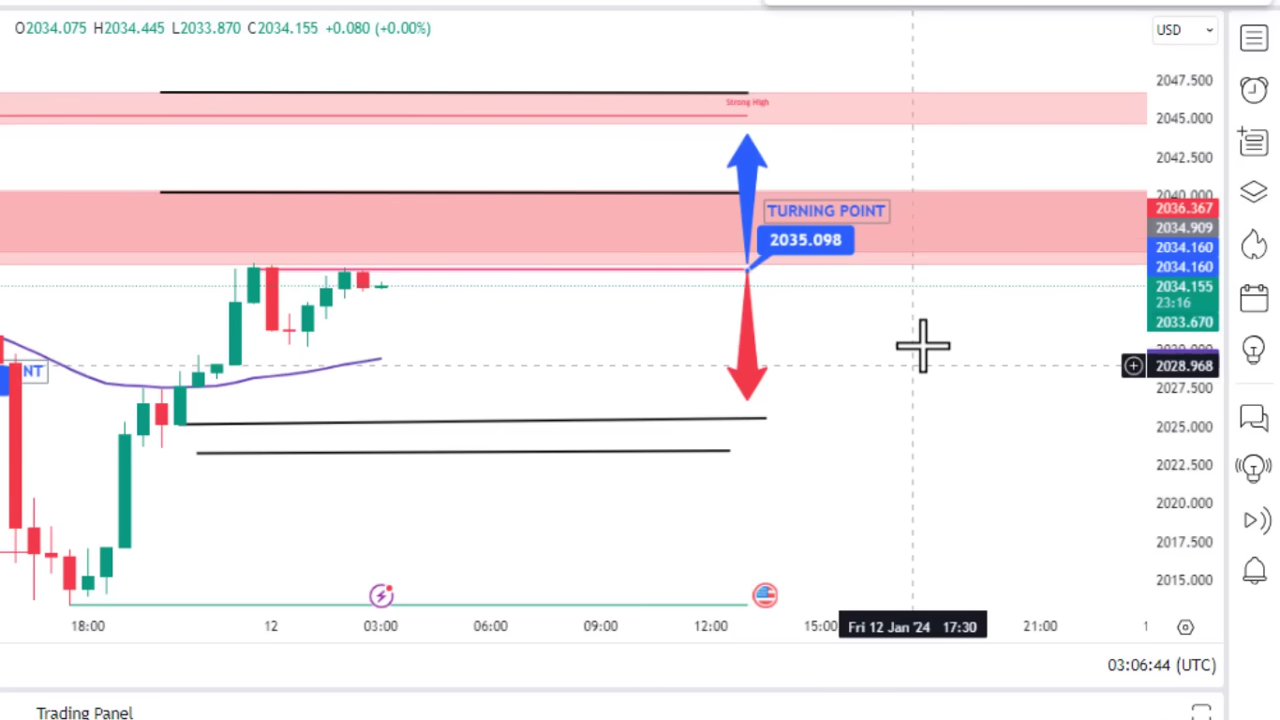 O2034.075 H2034.445 L2033.870 C2034.155 +0.080 (+0.00%)
USD
2047.500
Strong High
2045.000
2042.500
2040.000
2036.367
TURNING POINT
2034.909
2035.098
2034.160
2034.160
2034.155
23:16
2033.670
NT
2028.968
2027.500
2025.000
2022.500
2020.000
2017.500
2015.000
18:00 12 03:00 06:00 09:00 12:00 15:00 Fri 12 Jan '24 17:30 21:00
03:06:44 (UTC)
Trading Panel